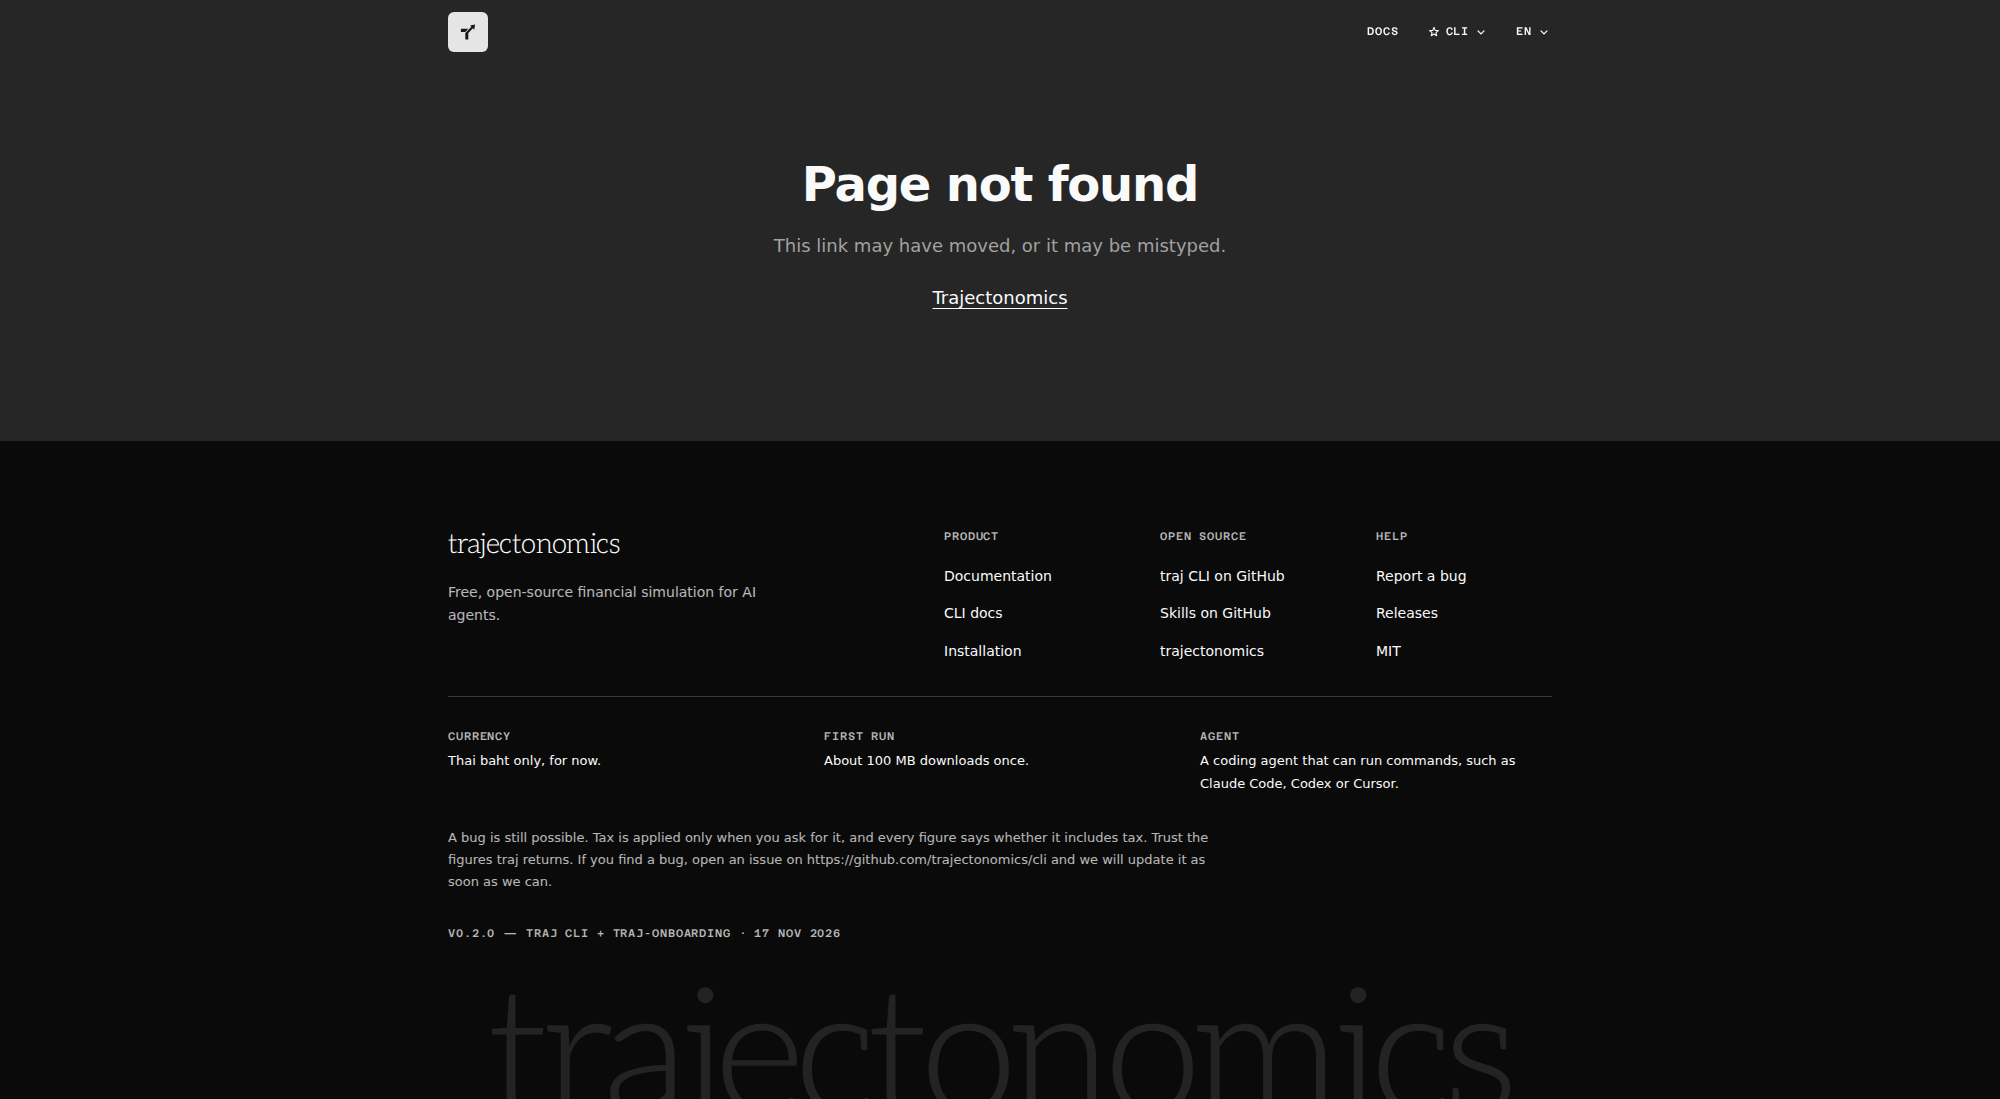 DOCS
CLI
EN
Page not found
This link may have moved, or it may be mistyped.
Trajectonomics
trajectonomics
Free, open-source financial simulation for AI
agents.
PRODUCT
Documentation
CLI docs
Installation
OPEN SOURCE
traj CLI on GitHub
Skills on GitHub
trajectonomics
HELP
Report a bug
Releases
MIT
CURRENCY
Thai baht only, for now.
FIRST RUN
About 100 MB downloads once.
AGENT
A coding agent that can run commands, such as
Claude Code, Codex or Cursor.
A bug is still possible. Tax is applied only when you ask for it, and every figure says whether it includes tax. Trust the
figures traj returns. If you find a bug, open an issue on https://github.com/trajectonomics/cli and we will update it as
soon as we can.
V0.2.0 — TRAJ CLI + TRAJ-ONBOARDING · 17 NOV 2026
trajectonomics